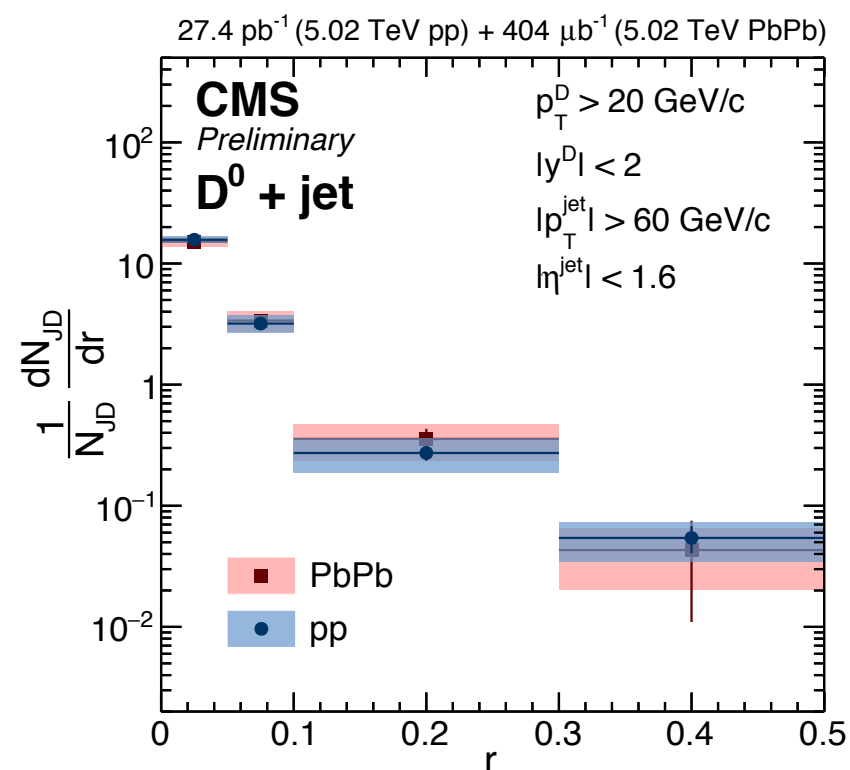 27.4 pb⁻¹ (5.02 TeV pp) + 404 μb⁻¹ (5.02 TeV PbPb)
CMS
Preliminary
D⁰ + jet
p_T^D > 20 GeV/c
|y^D| < 2
|p_T^jet| > 60 GeV/c
|η^jet| < 1.6
1/N_JD dN_JD/dr
10²
10
1
10⁻¹
10⁻²
PbPb
pp
0 0.1 0.2 0.3 0.4 0.5
r